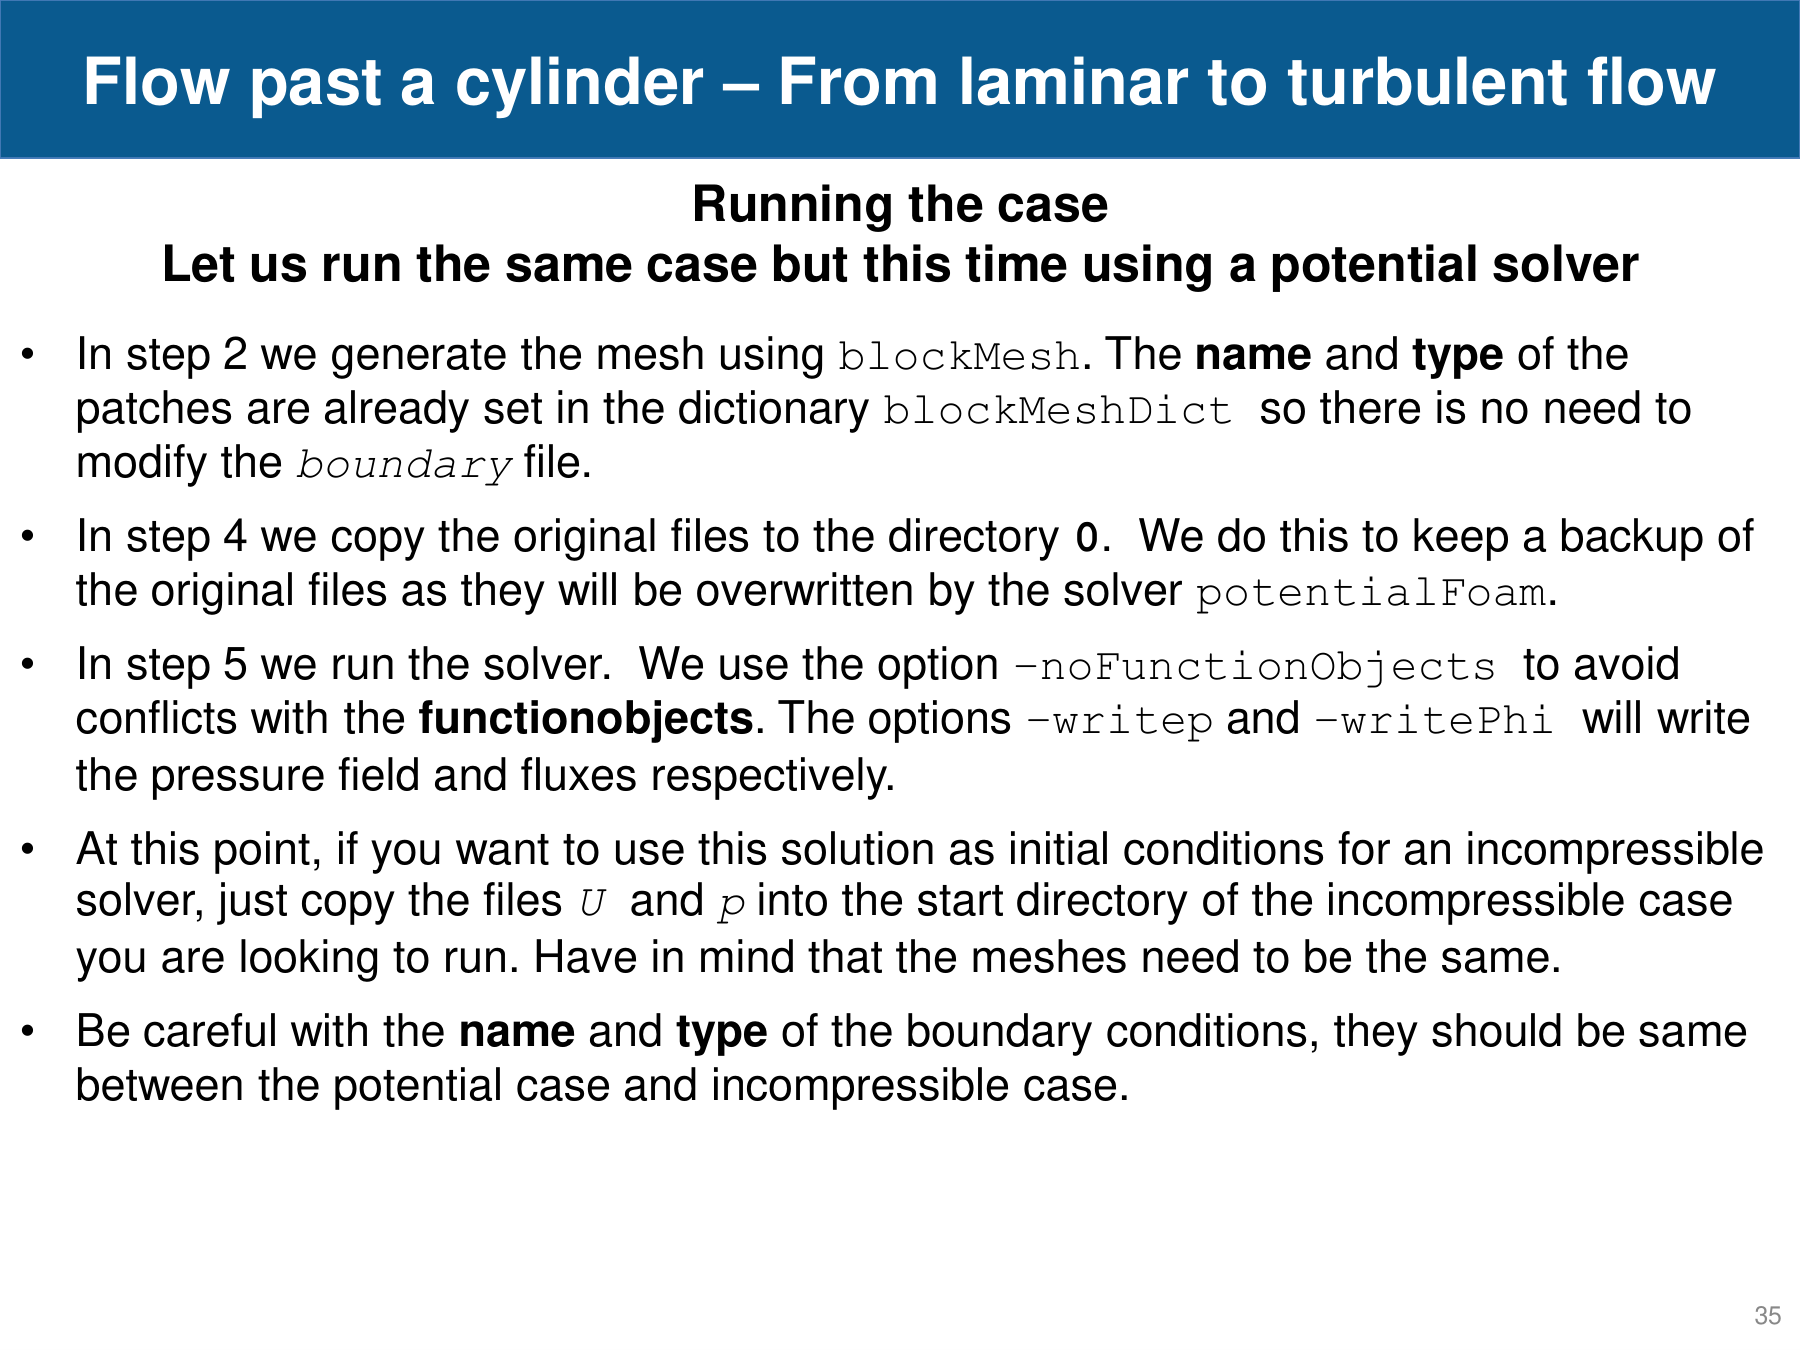 Flow past a cylinder – From laminar to turbulent flow
Running the case
Let us run the same case but this time using a potential solver
• In step 2 we generate the mesh using blockMesh. The name and type of the
patches are already set in the dictionary blockMeshDict so there is no need to
modify the boundary file.
• In step 4 we copy the original files to the directory 0. We do this to keep a backup of
the original files as they will be overwritten by the solver potentialFoam.
• In step 5 we run the solver. We use the option –noFunctionObjects to avoid
conflicts with the functionobjects. The options –writep and –writePhi will write
the pressure field and fluxes respectively.
• At this point, if you want to use this solution as initial conditions for an incompressible
solver, just copy the files U and p into the start directory of the incompressible case
you are looking to run. Have in mind that the meshes need to be the same.
• Be careful with the name and type of the boundary conditions, they should be same
between the potential case and incompressible case.
35